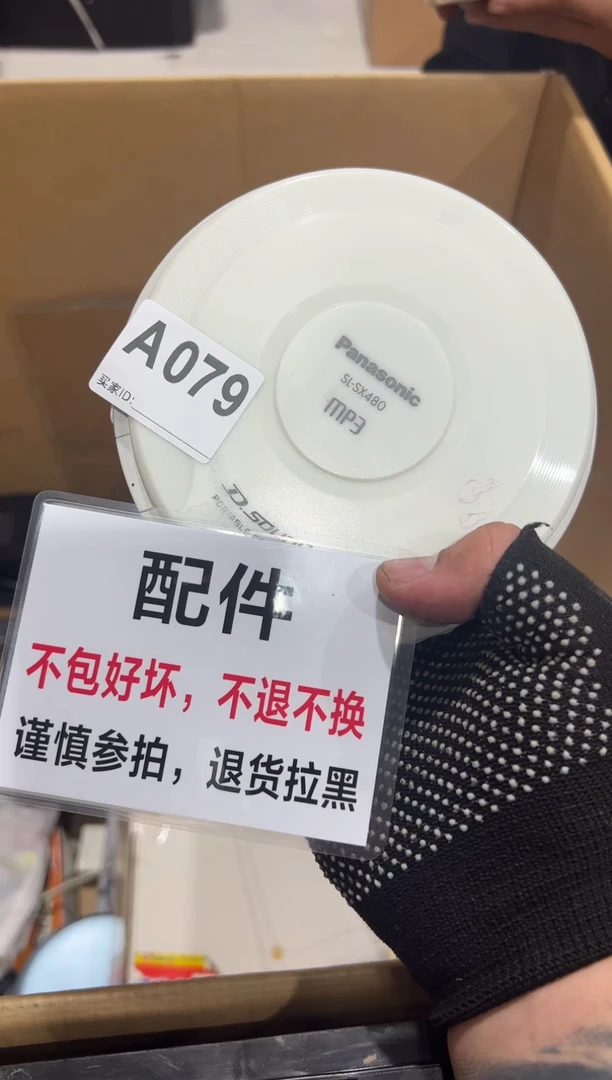 Panasonic
SL-SX480
MP3
A079
买家ID:
D.SOUND
配件
不包好坏，不退不换
谨慎参拍，退货拉黑